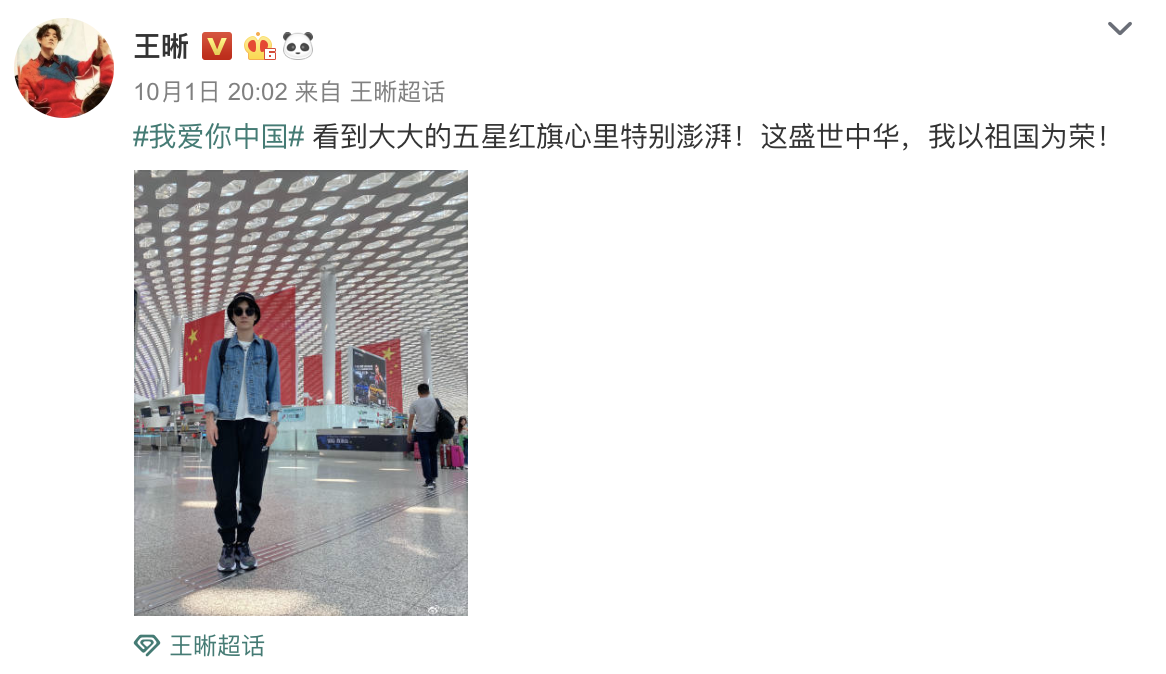 王晰
10月1日 20:02 来自 王晰超话
#我爱你中国# 看到大大的五星红旗心里特别澎湃！这盛世中华，我以祖国为荣！
王晰超话